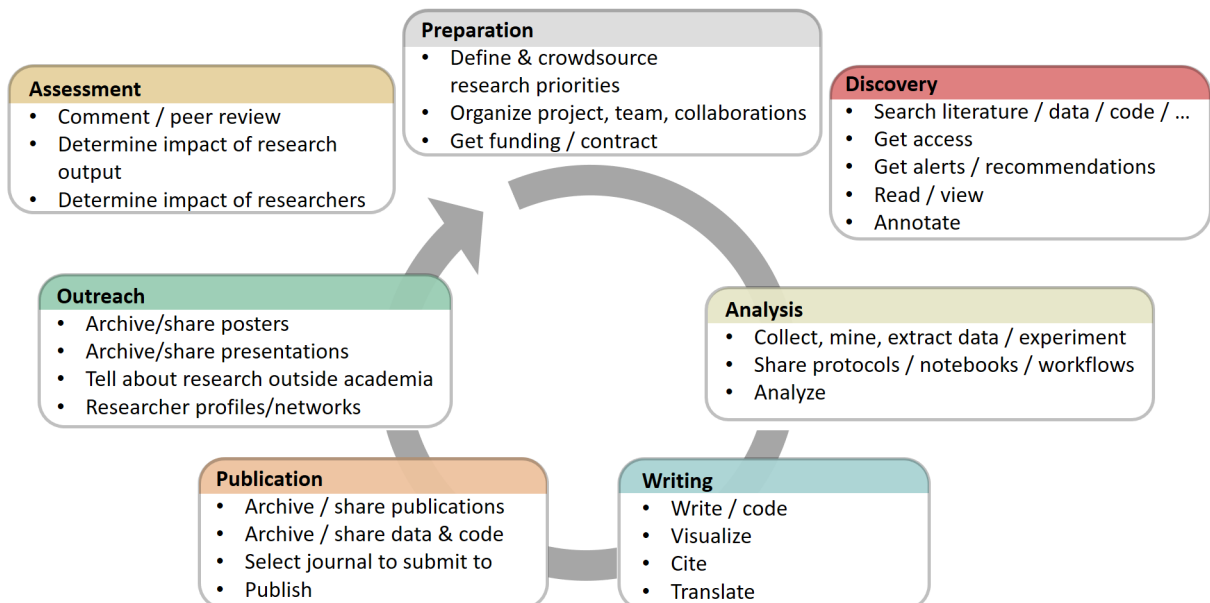 Preparation
• Define & crowdsource
research priorities
• Organize project, team, collaborations
• Get funding / contract
Discovery
• Search literature / data / code / ...
• Get access
• Get alerts / recommendations
• Read / view
• Annotate
Analysis
• Collect, mine, extract data / experiment
• Share protocols / notebooks / workflows
• Analyze
Writing
• Write / code
• Visualize
• Cite
• Translate
Publication
• Archive / share publications
• Archive / share data & code
• Select journal to submit to
• Publish
Outreach
• Archive/share posters
• Archive/share presentations
• Tell about research outside academia
• Researcher profiles/networks
Assessment
• Comment / peer review
• Determine impact of research
output
• Determine impact of researchers